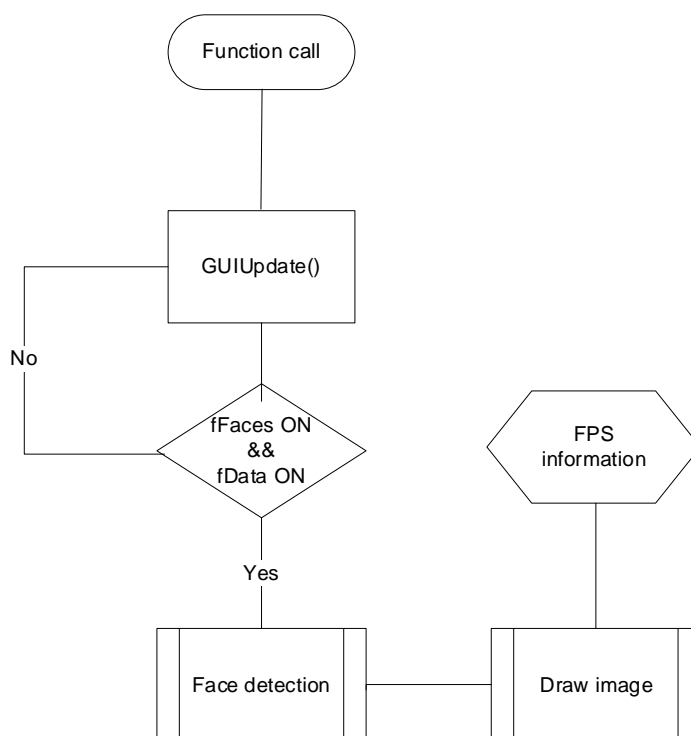 Function call
GUIUpdate()
No
fFaces ON
&&
fData ON
FPS
information
Yes
Face detection
Draw image